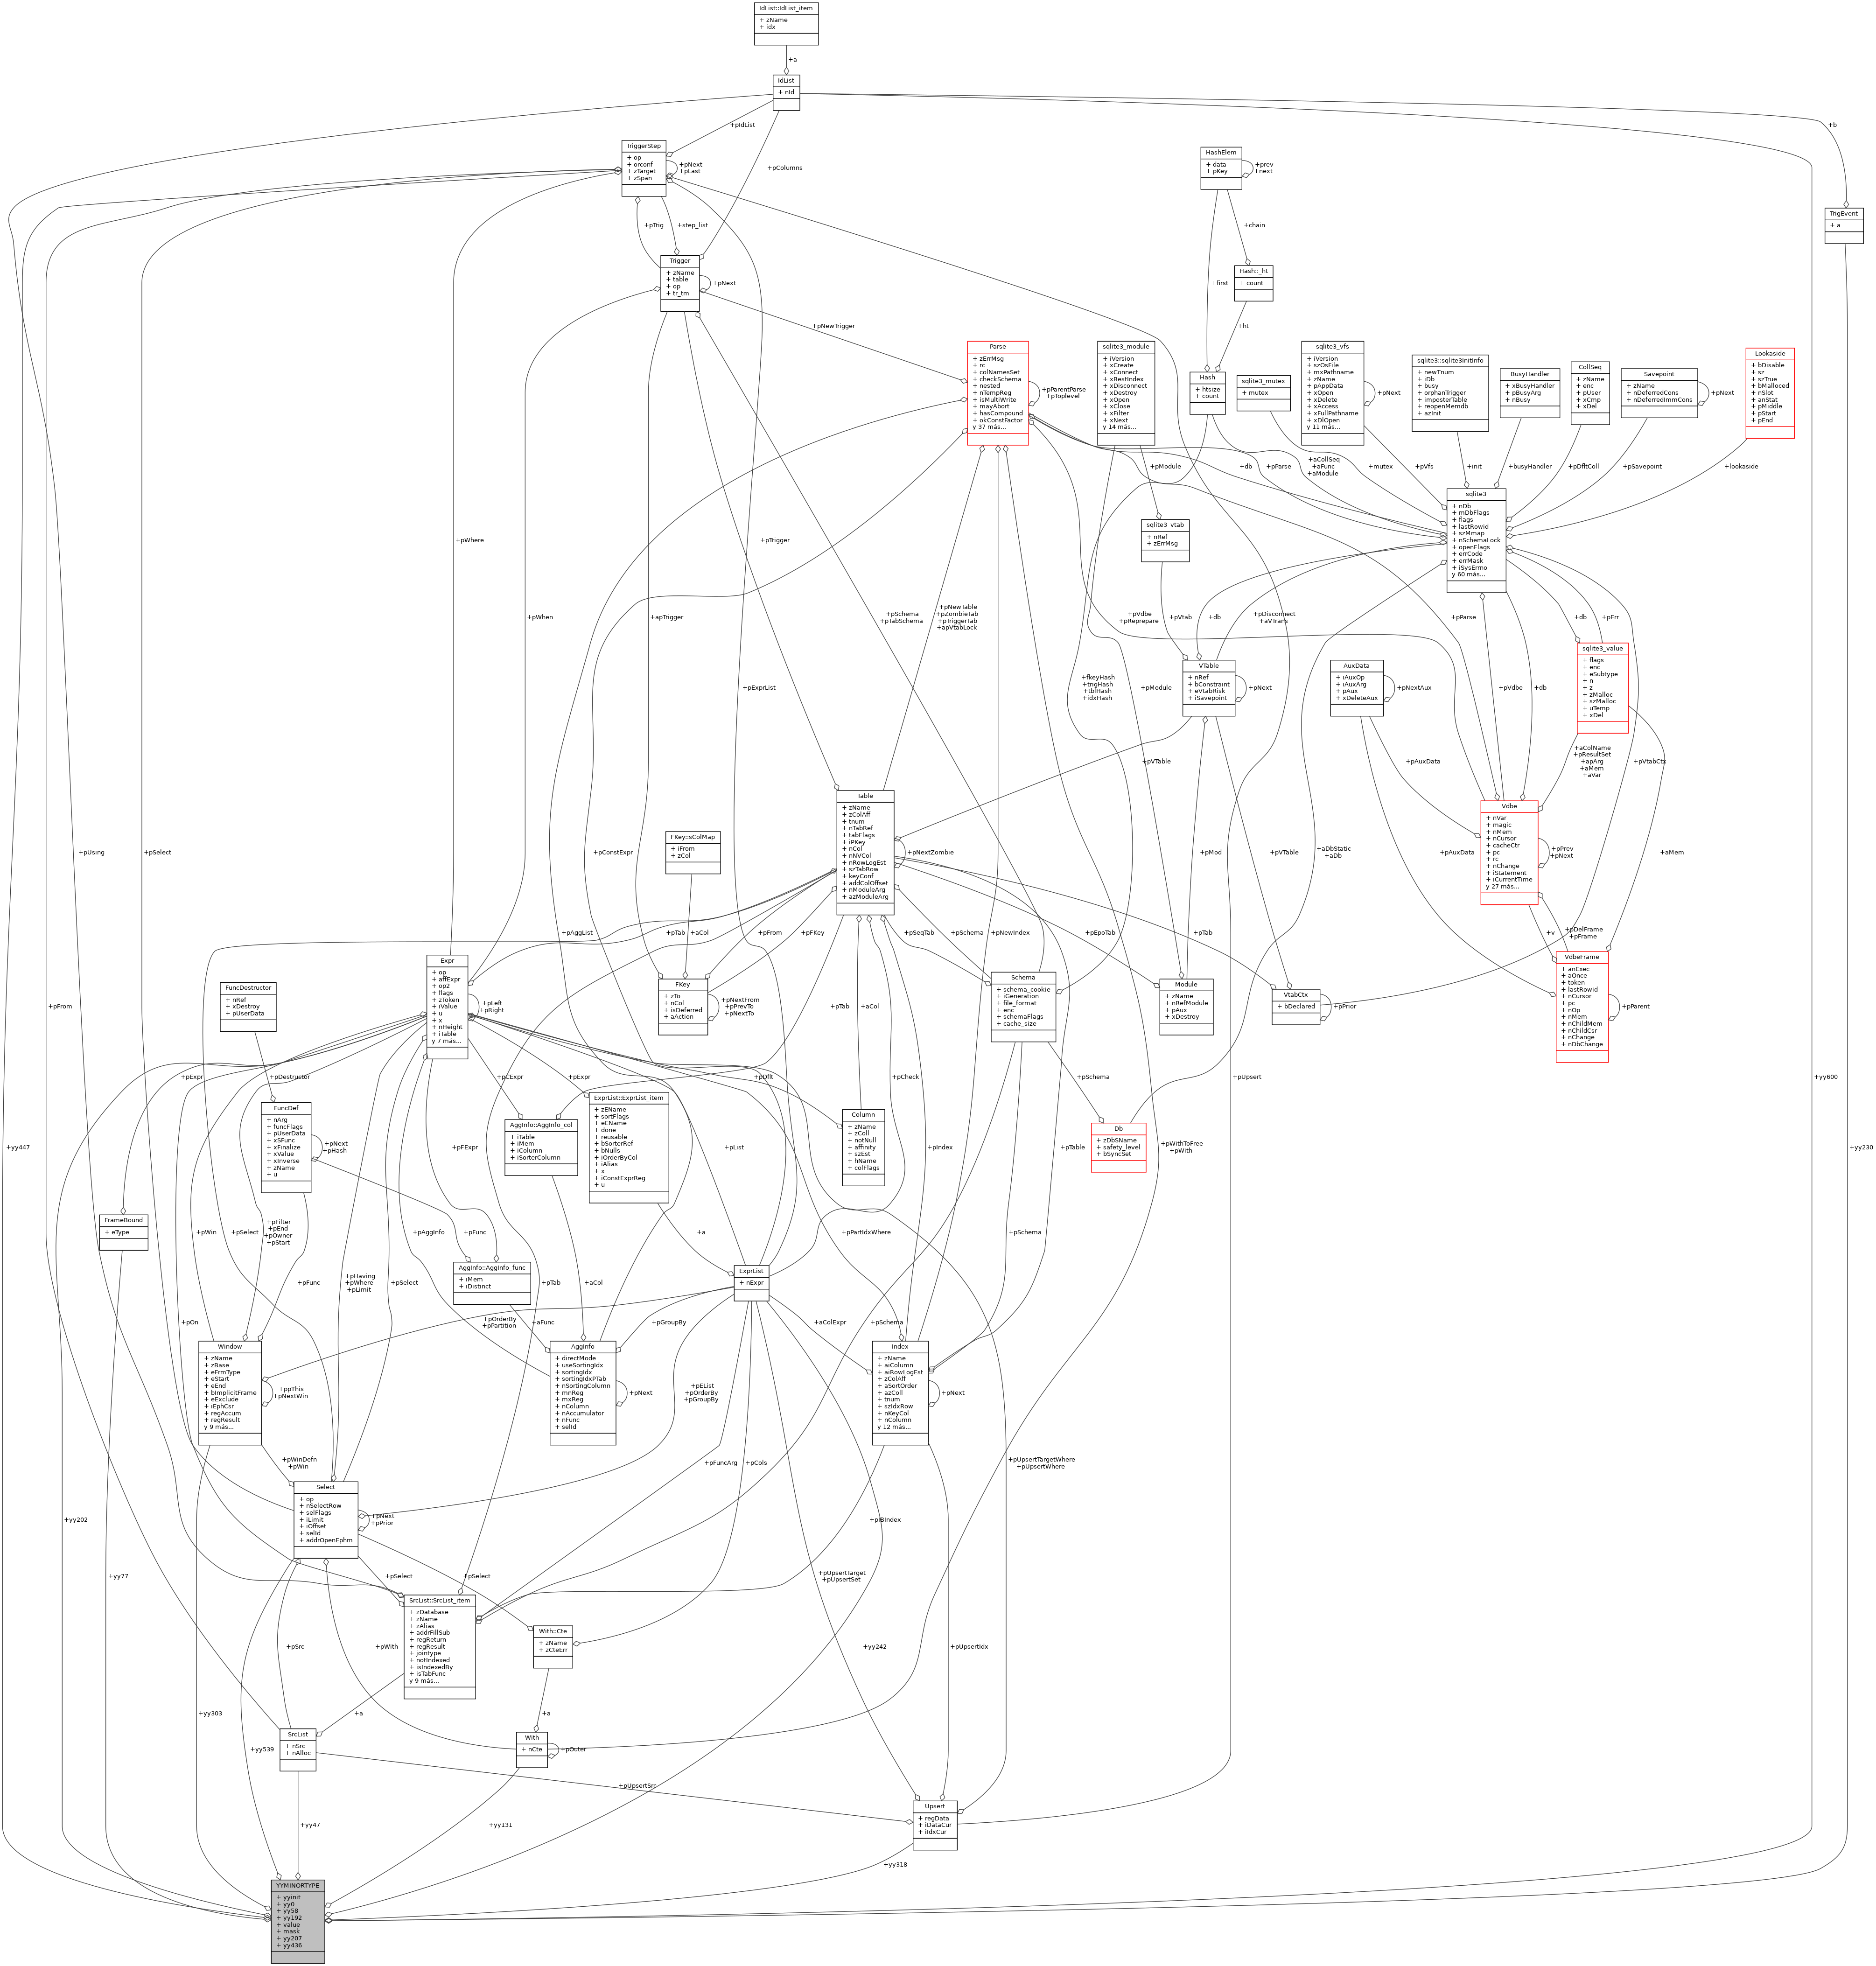 IdList::IdList_item
+ zName
+ idx
+a
IdList
+ nId
+pIdList
+pColumns
+b
TriggerStep
+ op
+ orconf
+ zTarget
+ zSpan
+pNext
+pLast
HashElem
+ data
+ pKey
+prev
+next
TrigEvent
+ a
+pTrig
+step_list
+chain
Trigger
+ zName
+ table
+ op
+ tr_tm
+pNext
+first
Hash::_ht
+ count
+ht
+pNewTrigger
Parse
+ zErrMsg
+ rc
+ colNamesSet
+ checkSchema
+ nested
+ nTempReg
+ isMultiWrite
+ mayAbort
+ hasCompound
+ okConstFactor
y 37 más...
+pParentParse
+pToplevel
sqlite3_module
+ iVersion
+ xCreate
+ xConnect
+ xBestIndex
+ xDisconnect
+ xDestroy
+ xOpen
+ xClose
+ xFilter
+ xNext
y 14 más...
Hash
+ htsize
+ count
sqlite3_mutex
+ mutex
sqlite3_vfs
+ iVersion
+ szOsFile
+ mxPathname
+ zName
+ pAppData
+ xOpen
+ xDelete
+ xAccess
+ xFullPathname
+ xDlOpen
y 11 más...
+pNext
sqlite3::sqlite3InitInfo
+ newTnum
+ iDb
+ busy
+ orphanTrigger
+ imposterTable
+ reopenMemdb
+ azInit
BusyHandler
+ xBusyHandler
+ pBusyArg
+ nBusy
CollSeq
+ zName
+ enc
+ pUser
+ xCmp
+ xDel
Savepoint
+ zName
+ nDeferredCons
+ nDeferredImmCons
+pNext
Lookaside
+ bDisable
+ sz
+ szTrue
+ bMalloced
+ nSlot
+ anStat
+ pMiddle
+ pStart
+ pEnd
+pModule
+db
+pParse
+aCollSeq
+aFunc
+aModule
+mutex
+pVfs
+init
+busyHandler
+pDfltColl
+pSavepoint
+lookaside
sqlite3
+ nDb
+ mDbFlags
+ flags
+ lastRowid
+ szMmap
+ nSchemaLock
+ openFlags
+ errCode
+ errMask
+ iSysErrno
y 60 más...
sqlite3_vtab
+ nRef
+ zErrMsg
+pWhere
+pTrigger
+pWhen
+apTrigger
+pSchema
+pTabSchema
+pNewTable
+pZombieTab
+pTriggerTab
+apVtabLock
+pVdbe
+pReprepare
+pVtab
+db
+pDisconnect
+aVTrans
+pParse
+db
+pErr
sqlite3_value
+ flags
+ enc
+ eSubtype
+ n
+ z
+ zMalloc
+ szMalloc
+ uTemp
+ xDel
+pExprList
+fkeyHash
+trigHash
+tblHash
+idxHash
+pModule
VTable
+ nRef
+ bConstraint
+ eVtabRisk
+ iSavepoint
+pNext
AuxData
+ iAuxOp
+ iAuxArg
+ pAux
+ xDeleteAux
+pNextAux
+pVdbe
+db
+aColName
+pResultSet
+apArg
+aMem
+aVar
+pVtabCtx
+pVTable
+pAuxData
Table
+ zName
+ zColAff
+ tnum
+ nTabRef
+ tabFlags
+ iPKey
+ nCol
+ nNVCol
+ nRowLogEst
+ szTabRow
+ keyConf
+ addColOffset
+ nModuleArg
+ azModuleArg
+pNextZombie
Vdbe
+ nVar
+ magic
+ nMem
+ nCursor
+ cacheCtr
+ pc
+ rc
+ nChange
+ iStatement
+ iCurrentTime
y 27 más...
+pPrev
+pNext
FKey::sColMap
+ iFrom
+ zCol
+pUsing
+pSelect
+pConstExpr
+pMod
+pVTable
+aDbStatic
+aDb
+pAuxData
+aMem
+pAggList
+pTab
+aCol
+pFrom
+pFKey
+pSeqTab
+pSchema
+pNewIndex
+pEpoTab
+pTab
+v
+pDelFrame
+pFrame
Expr
+ op
+ affExpr
+ op2
+ flags
+ zToken
+ iValue
+ u
+ x
+ nHeight
+ iTable
y 7 más...
+pLeft
+pRight
FuncDestructor
+ nRef
+ xDestroy
+ pUserData
FKey
+ zTo
+ nCol
+ isDeferred
+ aAction
+pNextFrom
+pPrevTo
+pNextTo
Schema
+ schema_cookie
+ iGeneration
+ file_format
+ enc
+ schemaFlags
+ cache_size
Module
+ zName
+ nRefModule
+ pAux
+ xDestroy
VtabCtx
+ bDeclared
+pPrior
VdbeFrame
+ anExec
+ aOnce
+ token
+ lastRowid
+ nCursor
+ pc
+ nOp
+ nMem
+ nChildMem
+ nChildCsr
+ nChange
+ nDbChange
+pParent
+pFrom
+pTab
+aCol
+pExpr
+pDestructor
+pCExpr
+pExpr
+pDflt
+pCheck
+pSchema
+pUpsert
+yy600
FuncDef
+ nArg
+ funcFlags
+ pUserData
+ xSFunc
+ xFinalize
+ xValue
+ xInverse
+ zName
+ u
+pNext
+pHash
AggInfo::AggInfo_col
+ iTable
+ iMem
+ iColumn
+ iSorterColumn
ExprList::ExprList_item
+ zEName
+ sortFlags
+ eEName
+ done
+ reusable
+ bSorterRef
+ bNulls
+ iOrderByCol
+ iAlias
+ x
+ iConstExprReg
+ u
Column
+ zName
+ zColl
+ notNull
+ affinity
+ szEst
+ hName
+ colFlags
Db
+ zDbSName
+ safety_level
+ bSyncSet
+yy447
+pFExpr
+pList
+pIndex
+pTable
+pWithToFree
+pWith
+yy230
FrameBound
+ eType
+pWin
+pSelect
+pFilter
+pEnd
+pOwner
+pStart
+pAggInfo
+pFunc
+a
+pPartIdxWhere
+pSchema
AggInfo::AggInfo_func
+ iMem
+ iDistinct
ExprList
+ nExpr
+pFunc
+pHaving
+pWhere
+pLimit
+pSelect
+pTab
+aCol
+pOn
+pOrderBy
+pPartition
+aFunc
+pGroupBy
+aColExpr
+pSchema
Window
+ zName
+ zBase
+ eFrmType
+ eStart
+ eEnd
+ bImplicitFrame
+ eExclude
+ iEphCsr
+ regAccum
+ regResult
y 9 más...
+ppThis
+pNextWin
AggInfo
+ directMode
+ useSortingIdx
+ sortingIdx
+ sortingIdxPTab
+ nSortingColumn
+ mnReg
+ mxReg
+ nColumn
+ nAccumulator
+ nFunc
+ selId
+pNext
+pEList
+pOrderBy
+pGroupBy
Index
+ zName
+ aiColumn
+ aiRowLogEst
+ zColAff
+ aSortOrder
+ azColl
+ tnum
+ szIdxRow
+ nKeyCol
+ nColumn
y 12 más...
+pNext
+pWinDefn
+pWin
+pFuncArg
+pCols
+pUpsertTargetWhere
+pUpsertWhere
Select
+ op
+ nSelectRow
+ selFlags
+ iLimit
+ iOffset
+ selId
+ addrOpenEphm
+pNext
+pPrior
+yy202
+pIBIndex
+yy77
+pSelect
+pSelect
+pUpsertTarget
+pUpsertSet
SrcList::SrcList_item
+ zDatabase
+ zName
+ zAlias
+ addrFillSub
+ regReturn
+ regResult
+ jointype
+ notIndexed
+ isIndexedBy
+ isTabFunc
y 9 más...
With::Cte
+ zName
+ zCteErr
+pSrc
+pWith
+yy242
+pUpsertIdx
+yy303
+a
+a
SrcList
+ nSrc
+ nAlloc
With
+ nCte
+pOuter
+yy539
+pUpsertSrc
Upsert
+ regData
+ iDataCur
+ iIdxCur
+yy47
+yy131
+yy318
YYMINORTYPE
+ yyinit
+ yy0
+ yy58
+ yy192
+ value
+ mask
+ yy207
+ yy436